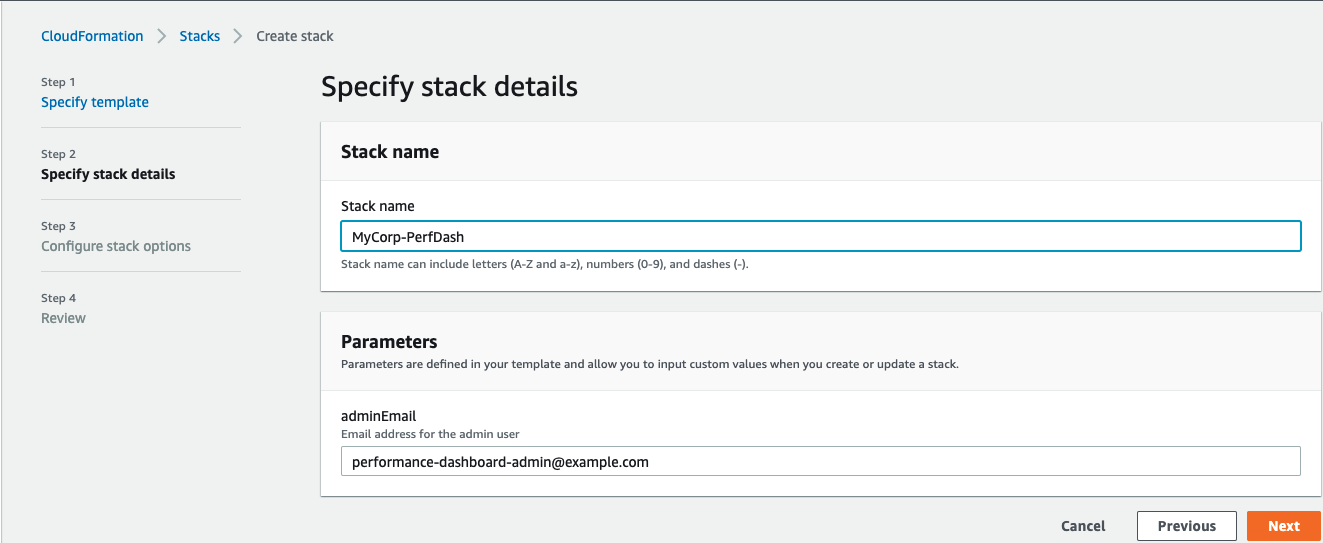 CloudFormation > Stacks > Create stack
Step 1
Specify template
Step 2
Specify stack details
Step 3
Configure stack options
Step 4
Review
Specify stack details
Stack name
Stack name
MyCorp-PerfDash
Stack name can include letters (A-Z and a-z), numbers (0-9), and dashes (-).
Parameters
Parameters are defined in your template and allow you to input custom values when you create or update a stack.
adminEmail
Email address for the admin user
performance-dashboard-admin@example.com
Cancel Previous Next